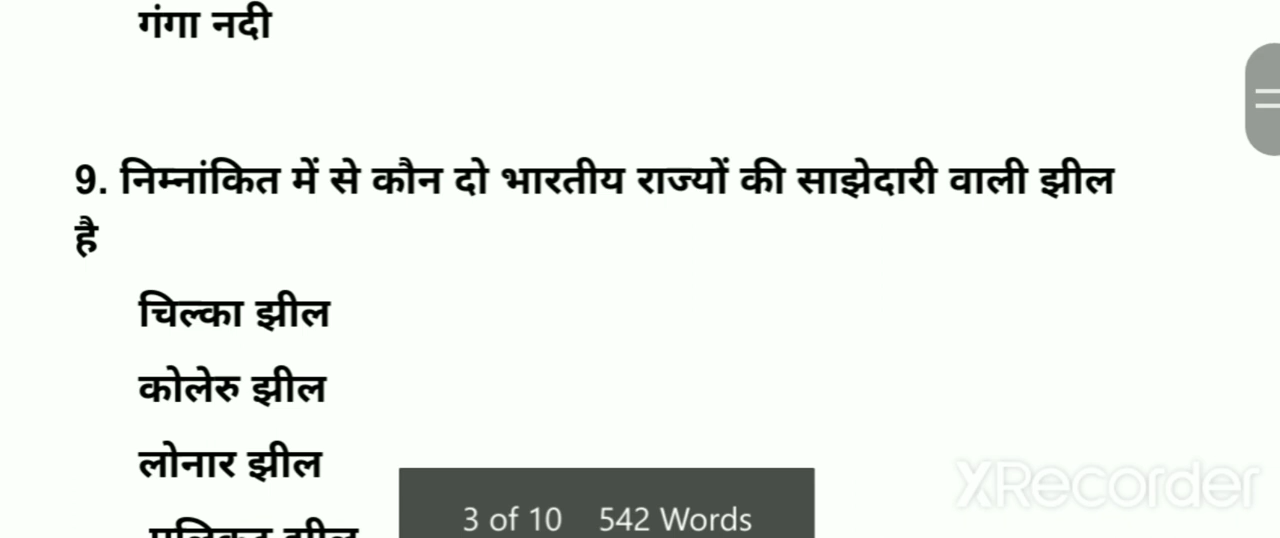 गंगा नदी
9. निम्नांकित में से कौन दो भारतीय राज्यों की साझेदारी वाली झील
है
चिल्का झील
कोलेरु झील
लोनार झील
झील
3 of 10 542 Words
XRecorder